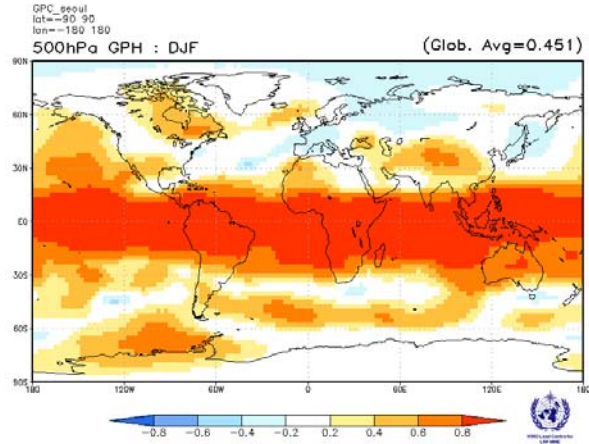 GPC_seoul
lat=-90 90
lon=-180 180
500hPa GPH : DJF (Glob. Avg=0.451)
90N
60N
30N
EQ
30S
60S
90S
180 120W 60W 0 60E 120E 180
-0.8 -0.6 -0.4 -0.2 0.2 0.4 0.6 0.8